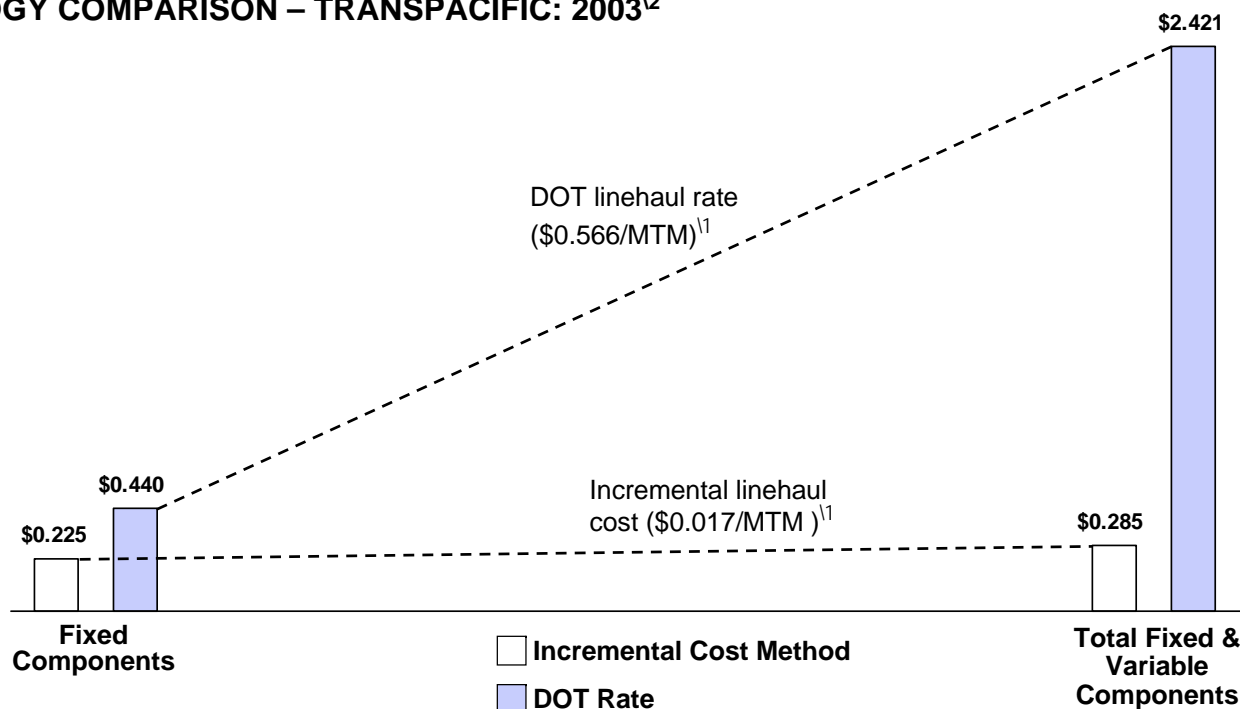 OGY COMPARISON – TRANSPACIFIC: 2003\2
$2.421
DOT linehaul rate
($0.566/MTM)\1
$0.440
Incremental linehaul
cost ($0.017/MTM )\1
$0.225
$0.285
Fixed
Components
Incremental Cost Method
DOT Rate
Total Fixed &
Variable
Components